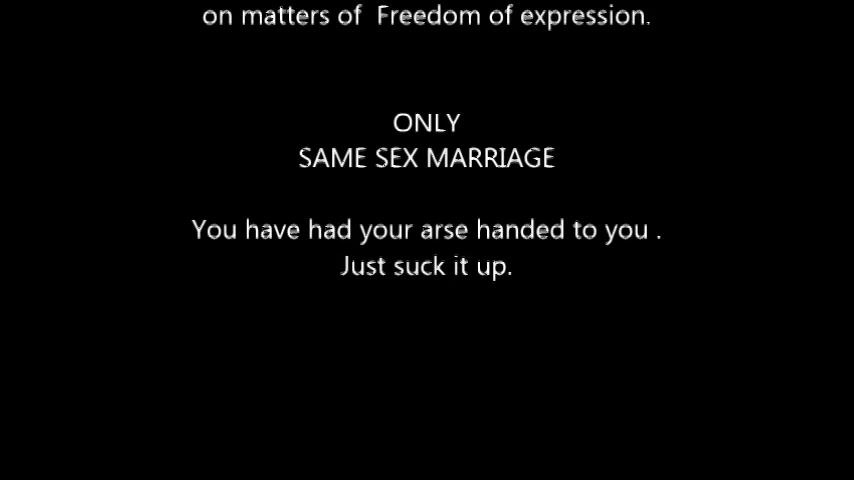 on matters of  Freedom of expression.
ONLY
SAME SEX MARRIAGE
You have had your arse handed to you .
Just suck it up.